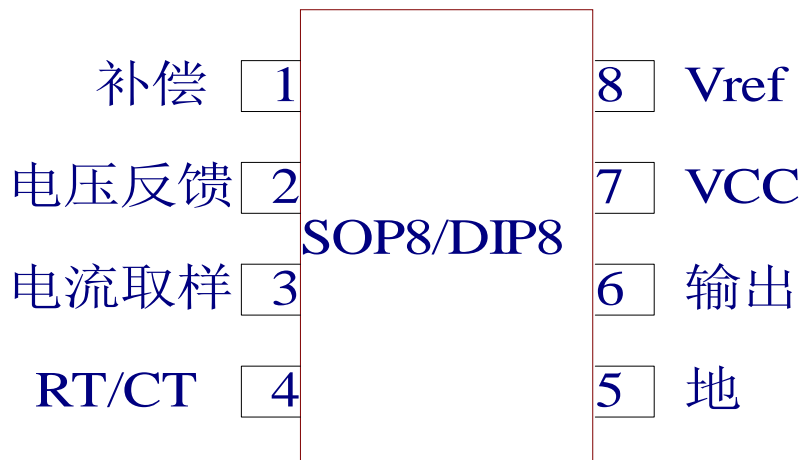 补偿 1 8 Vref
电压反馈 2 7 VCC
SOP8/DIP8
电流取样 3 6 输出
RT/CT 4 5 地